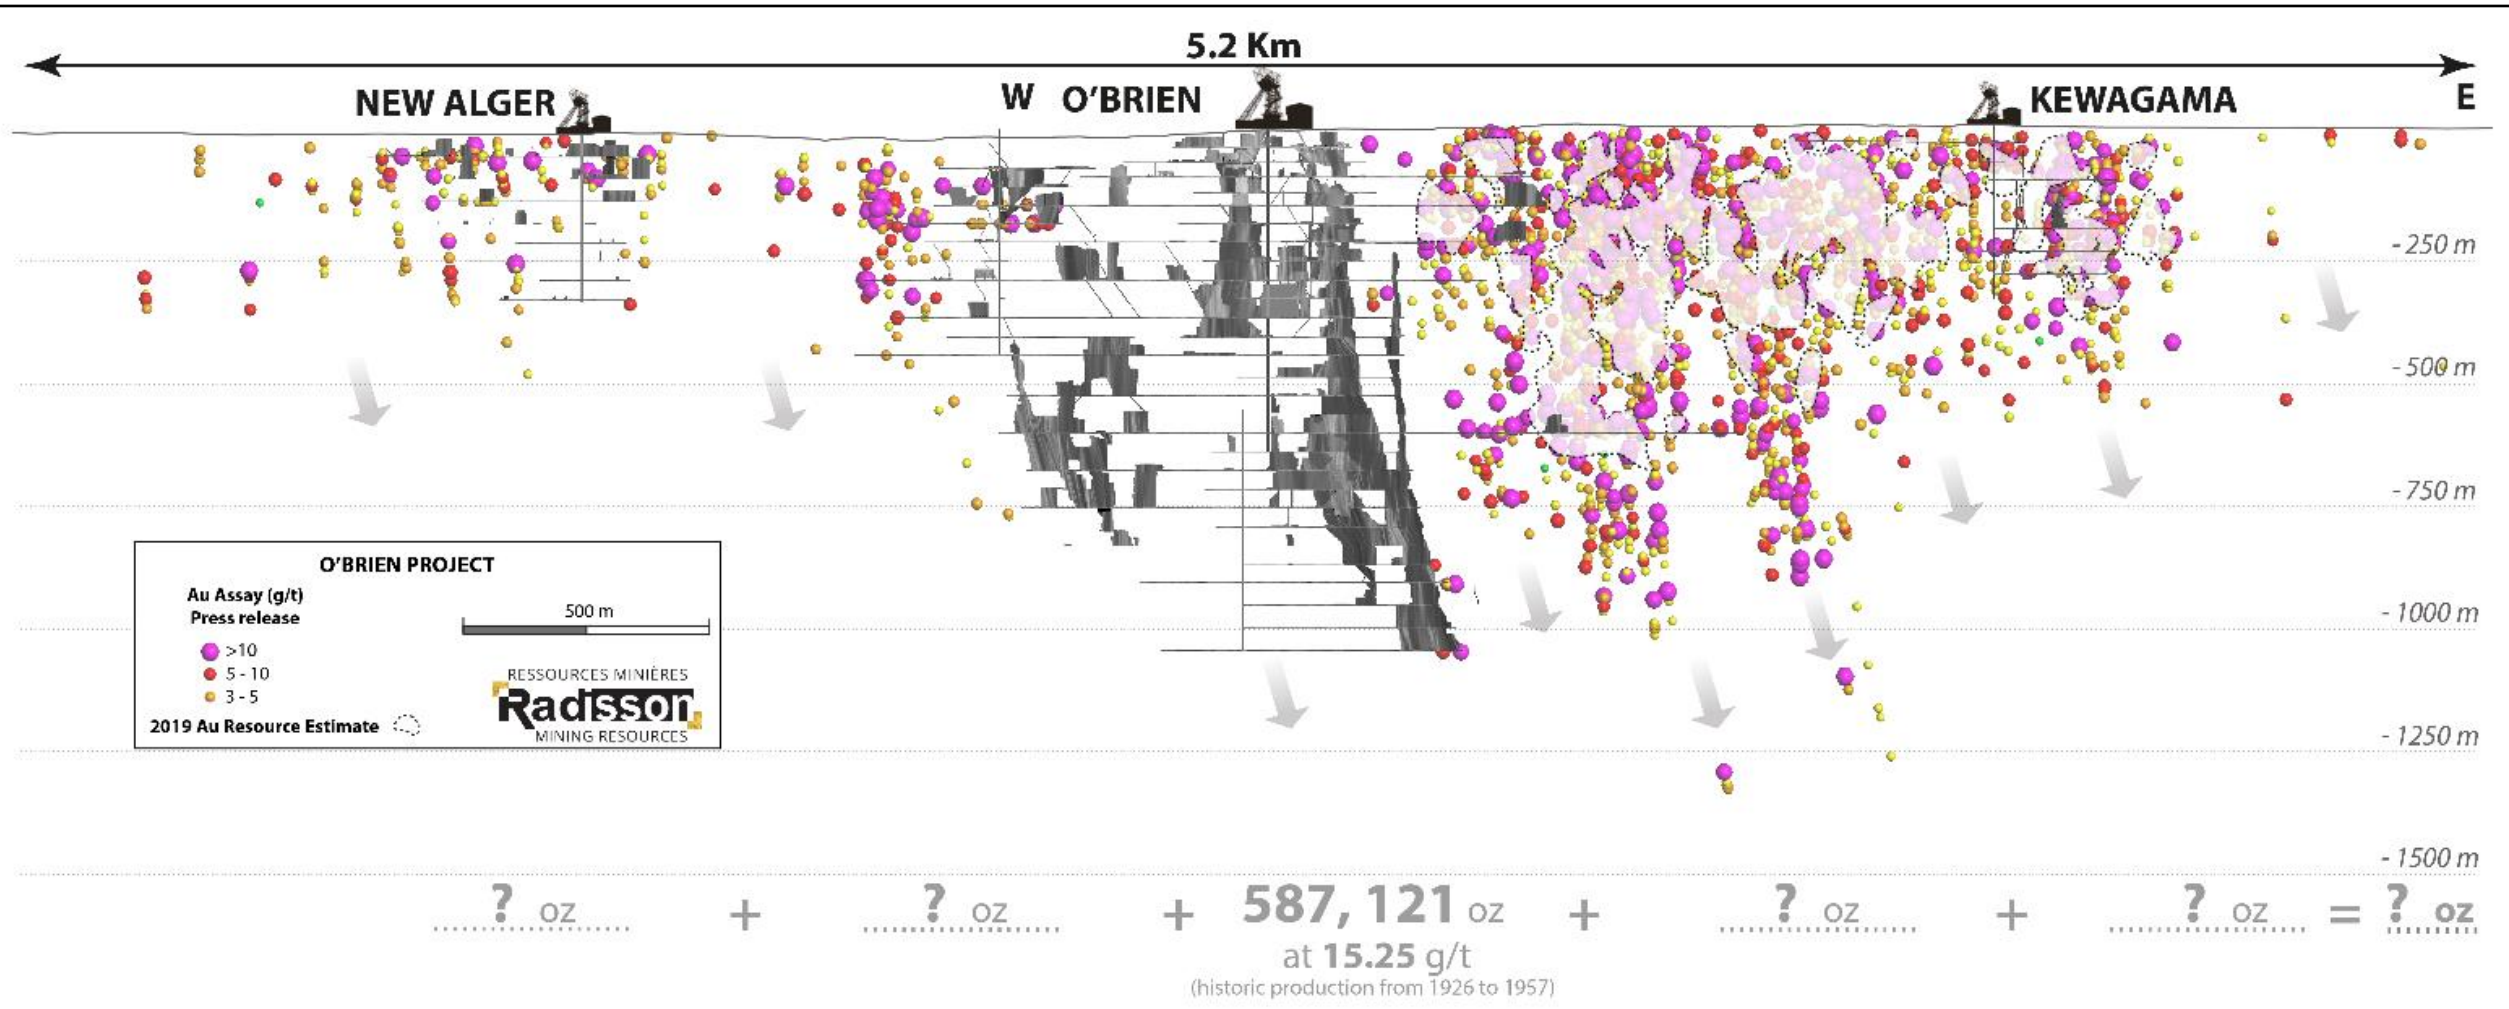 5.2 Km
NEW ALGER
W O'BRIEN
KEWAGAMA
E
- 250 m
- 500 m
- 750 m
- 1000 m
- 1250 m
- 1500 m
O'BRIEN PROJECT
Au Assay (g/t)
Press release
>10
5 - 10
3 - 5
2019 Au Resource Estimate
500 m
RESSOURCES MINIÈRES
Radisson
MINING RESOURCES
? oz + ? oz + 587, 121 oz + ? oz + ? oz = ? oz
at 15.25 g/t
(historic production from 1926 to 1957)